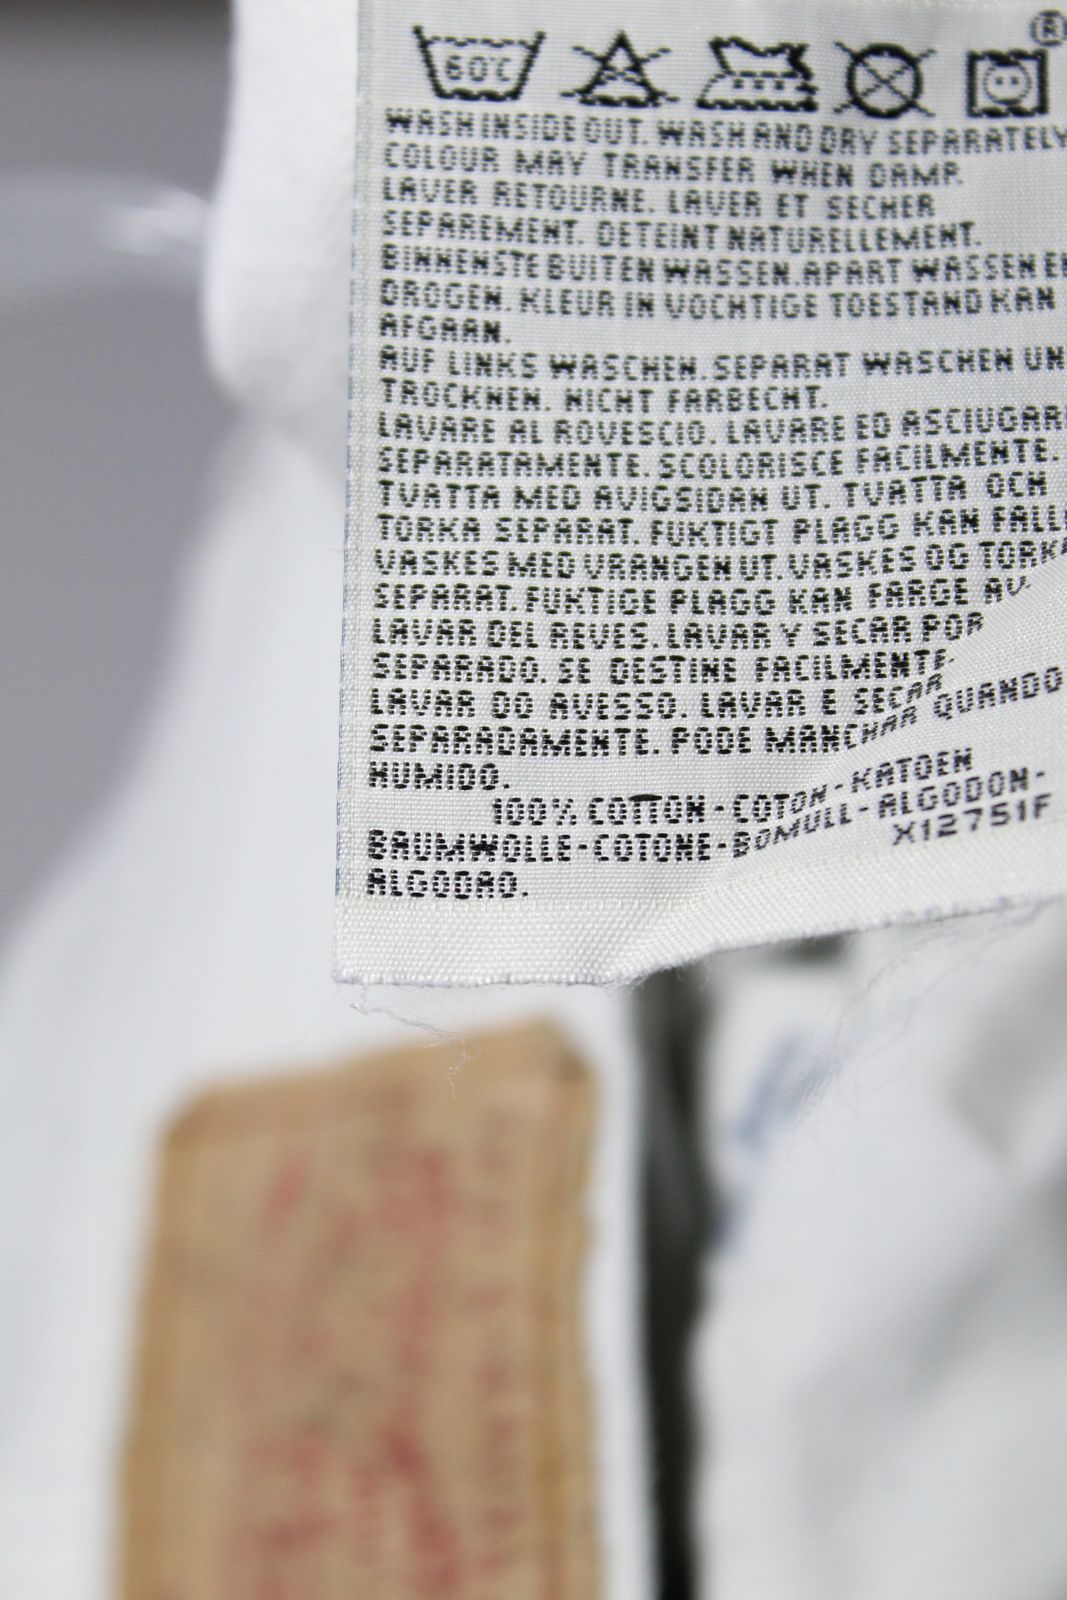 ®
60°C
WASH INSIDE OUT. WASH AND DRY SEPARATELY
COLOUR MAY TRANSFER WHEN DAMP.
LAVER RETOURNE. LAVER ET SECHER
SEPAREMENT. DETEINT NATURELLEMENT.
BINNENSTE BUITEN WASSEN. APART WASSEN EN
DROGEN. KLEUR IN VOCHTIGE TOESTAND KAN
AFGAAN.
AUF LINKS WASCHEN. SEPARAT WASCHEN UN
TROCKNEN. NICHT FARBECHT.
LAVARE AL ROVESCIO. LAVARE ED ASCIUGARE
SEPARATAMENTE. SCOLORISCE FACILMENTE.
TVATTA MED AVIGSIDAN UT. TVATTA OCH
TORKA SEPARAT. FUKTIGT PLAGG KAN FALL
VASKES MED VRANGEN UT. VASKES OG TORKA
SEPARAT. FUKTIGE PLAGG KAN FARGE AV.
LAVAR DEL REVES. LAVAR Y SECAR POR
SEPARADO. SE DESTINE FACILMENTE.
LAVAR DO AVESSO. LAVAR E SECAR
SEPARADAMENTE. PODE MANCHAR QUANDO
HUMIDO.
100% COTTON - COTON - KATOEN
BAUMWOLLE - COTONE - BOMULL - ALGODON -
ALGODAO.
X12751F